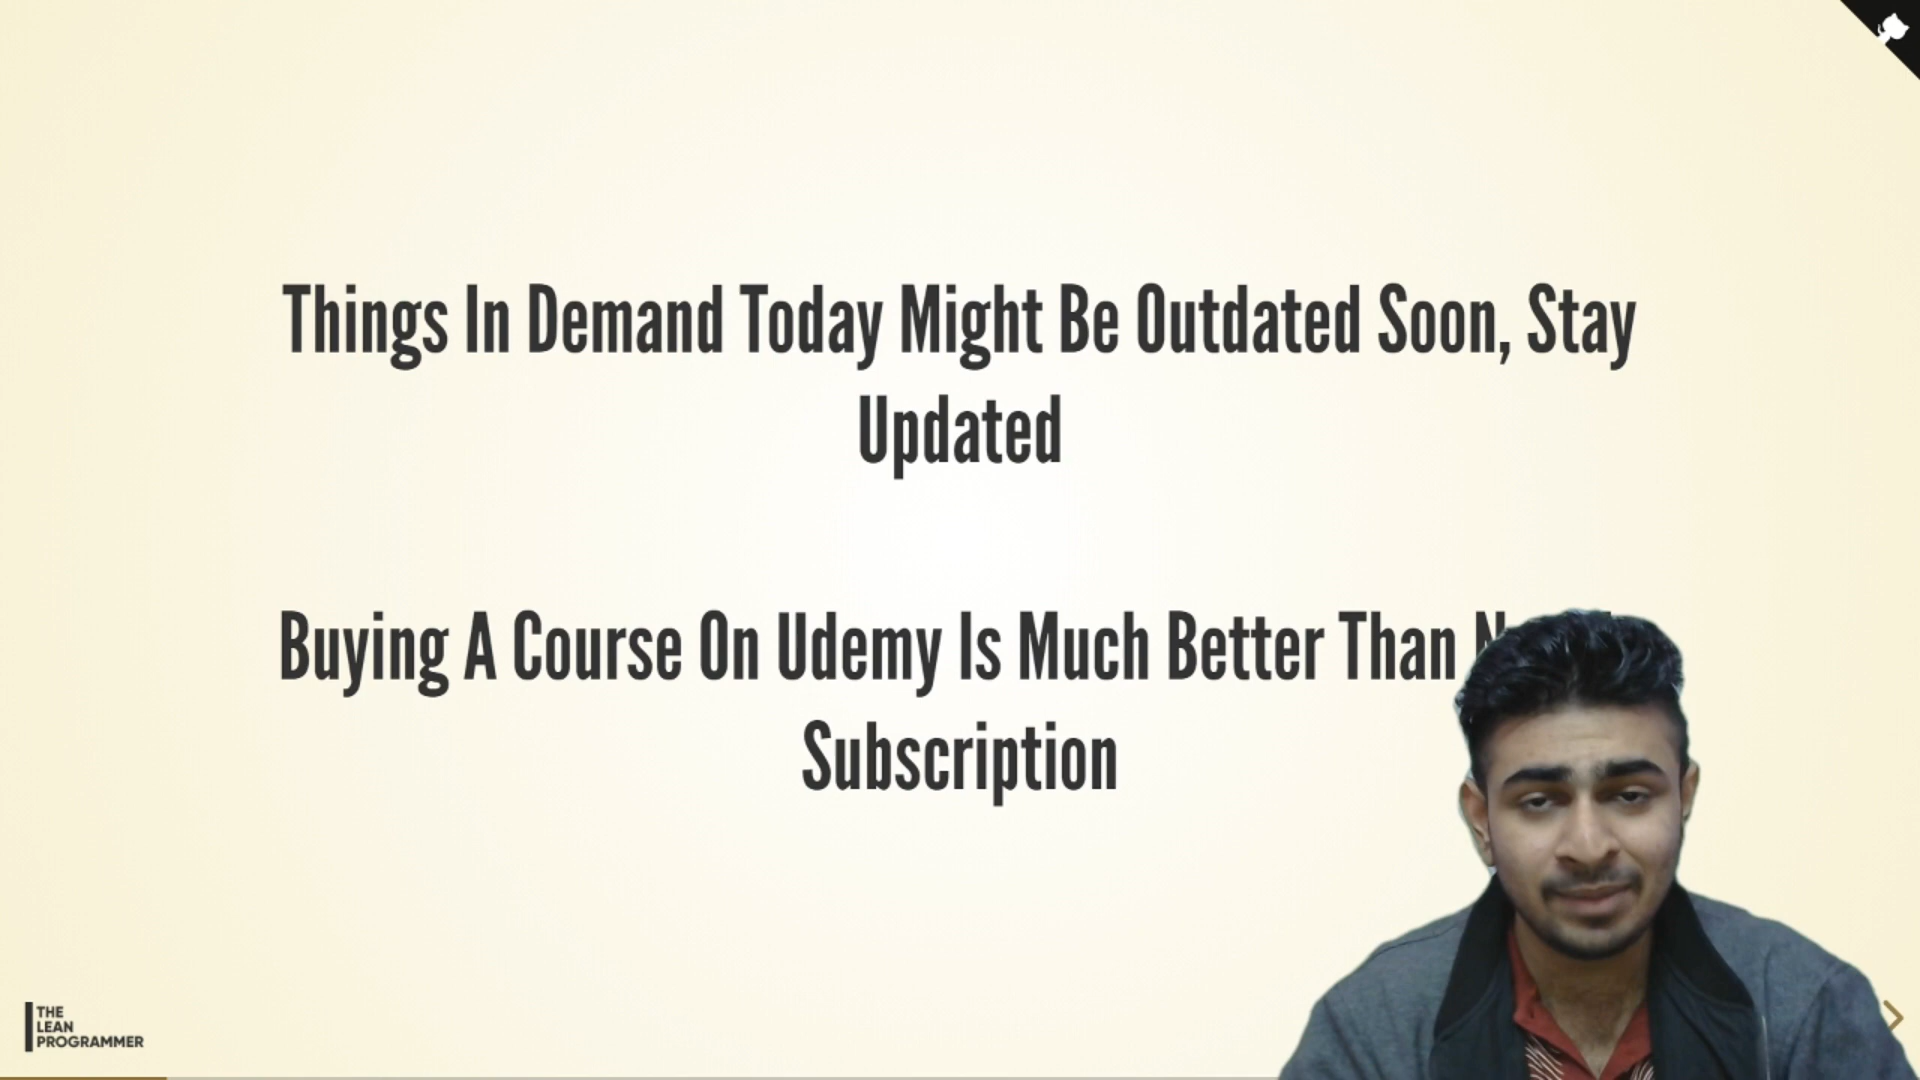 Things In Demand Today Might Be Outdated Soon, Stay
Updated
Buying A Course On Udemy Is Much Better Than
Subscription
THE
LEAN
PROGRAMMER